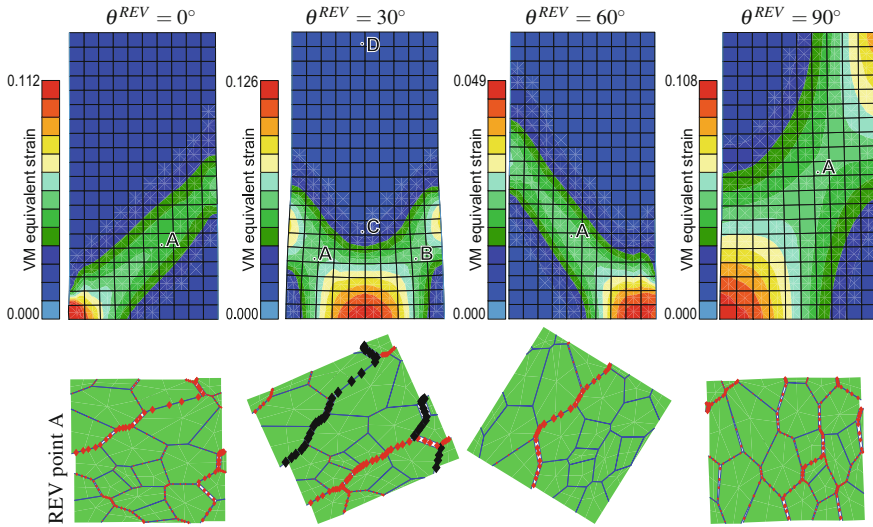 θ^REV = 0° θ^REV = 30° θ^REV = 60° θ^REV = 90°
0.112 0.126 0.049 0.108
VM equivalent strain VM equivalent strain VM equivalent strain VM equivalent strain
D
A
C
A B
A
A
0.000 0.000 0.000 0.000
REV point A